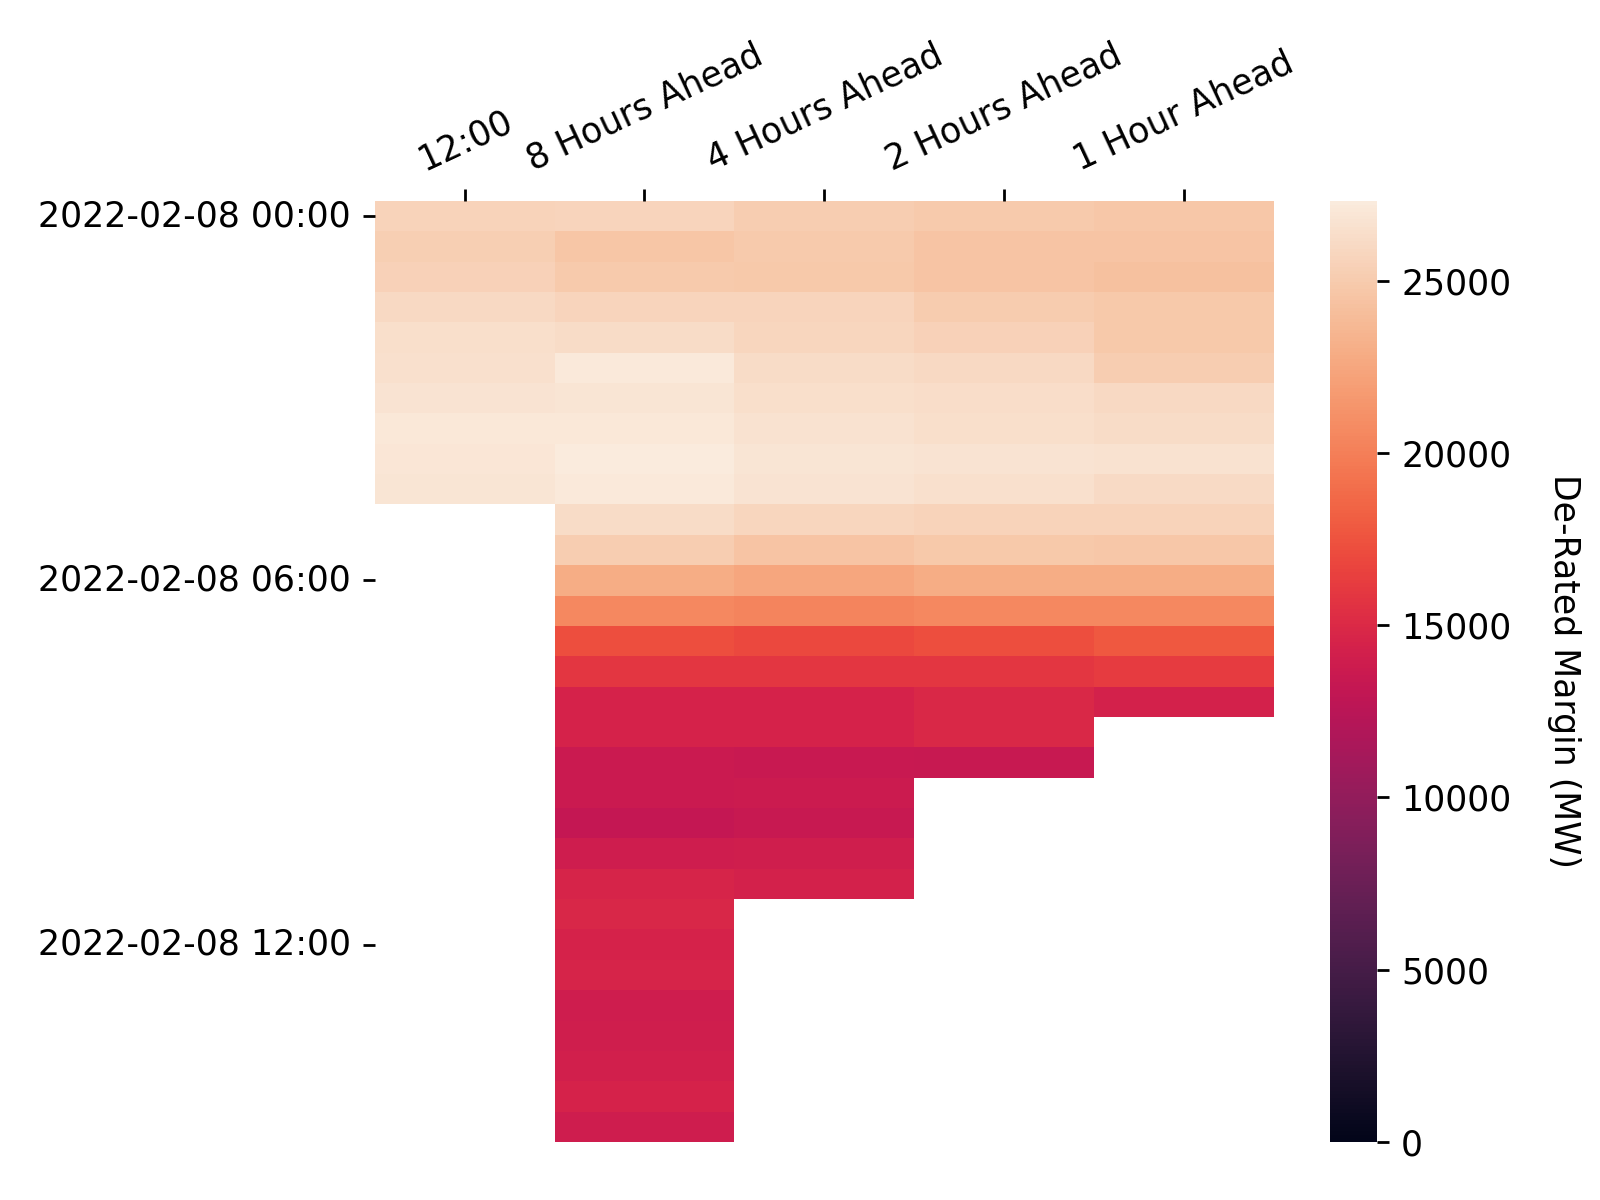 12:00
8 Hours Ahead
4 Hours Ahead
2 Hours Ahead
1 Hour Ahead
2022-02-08 00:00
2022-02-08 06:00
2022-02-08 12:00
25000
20000
15000
10000
5000
0
De-Rated Margin (MW)